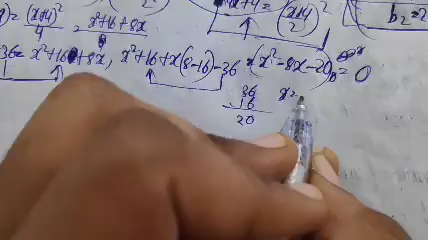 (x+4)²/4 = x²+16+8x/8 x+4 = (x+4/2)² b₂=2
36 = x²+16+8x, x²+16+x(8-16)-36 (x²-8x-20) = 0
36 x=
-16
20